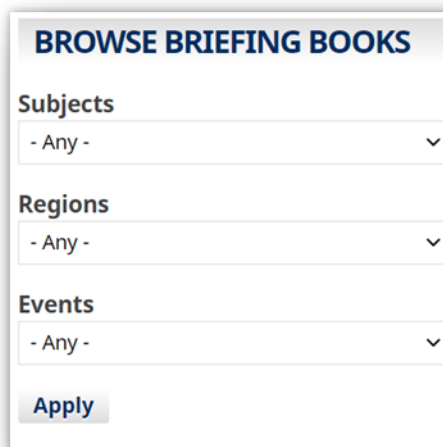 BROWSE BRIEFING BOOKS
Subjects
- Any -
Regions
- Any -
Events
- Any -
Apply